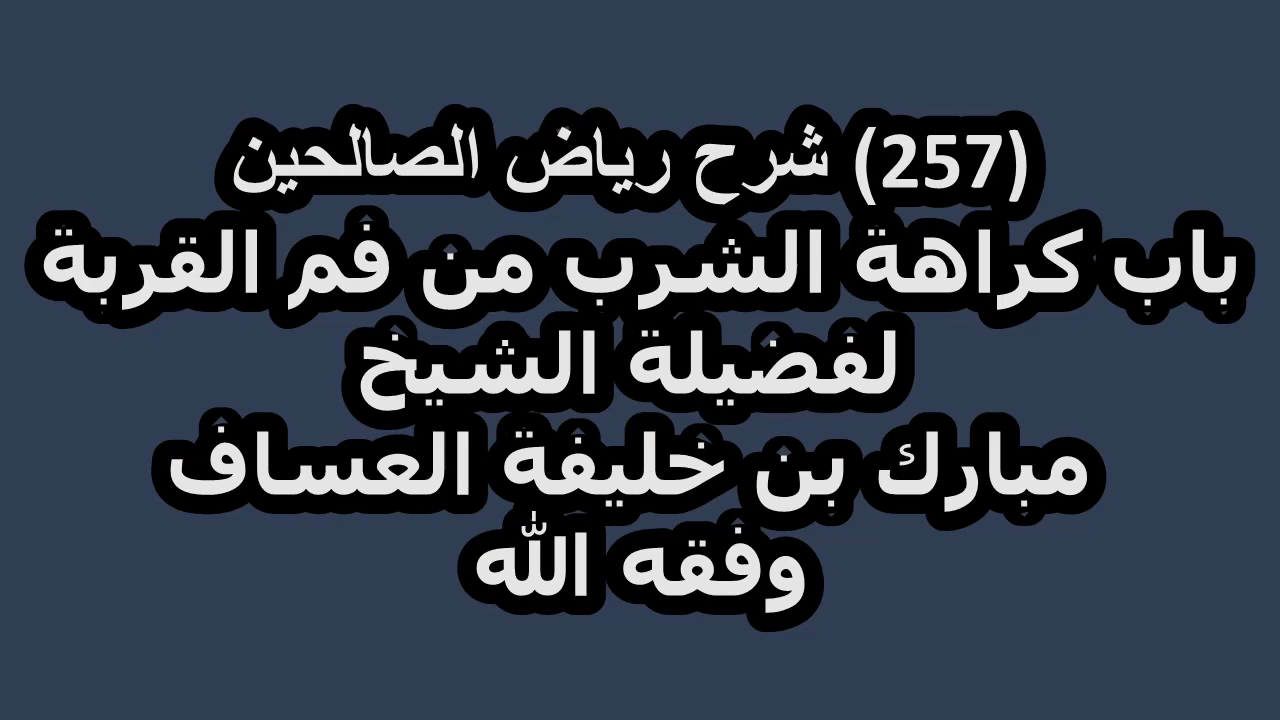 (257) شرح رياض الصالحين
باب كراهة الشرب من فم القربة
لفضيلة الشيخ
مبارك بن خليفة العساف
وفقه الله